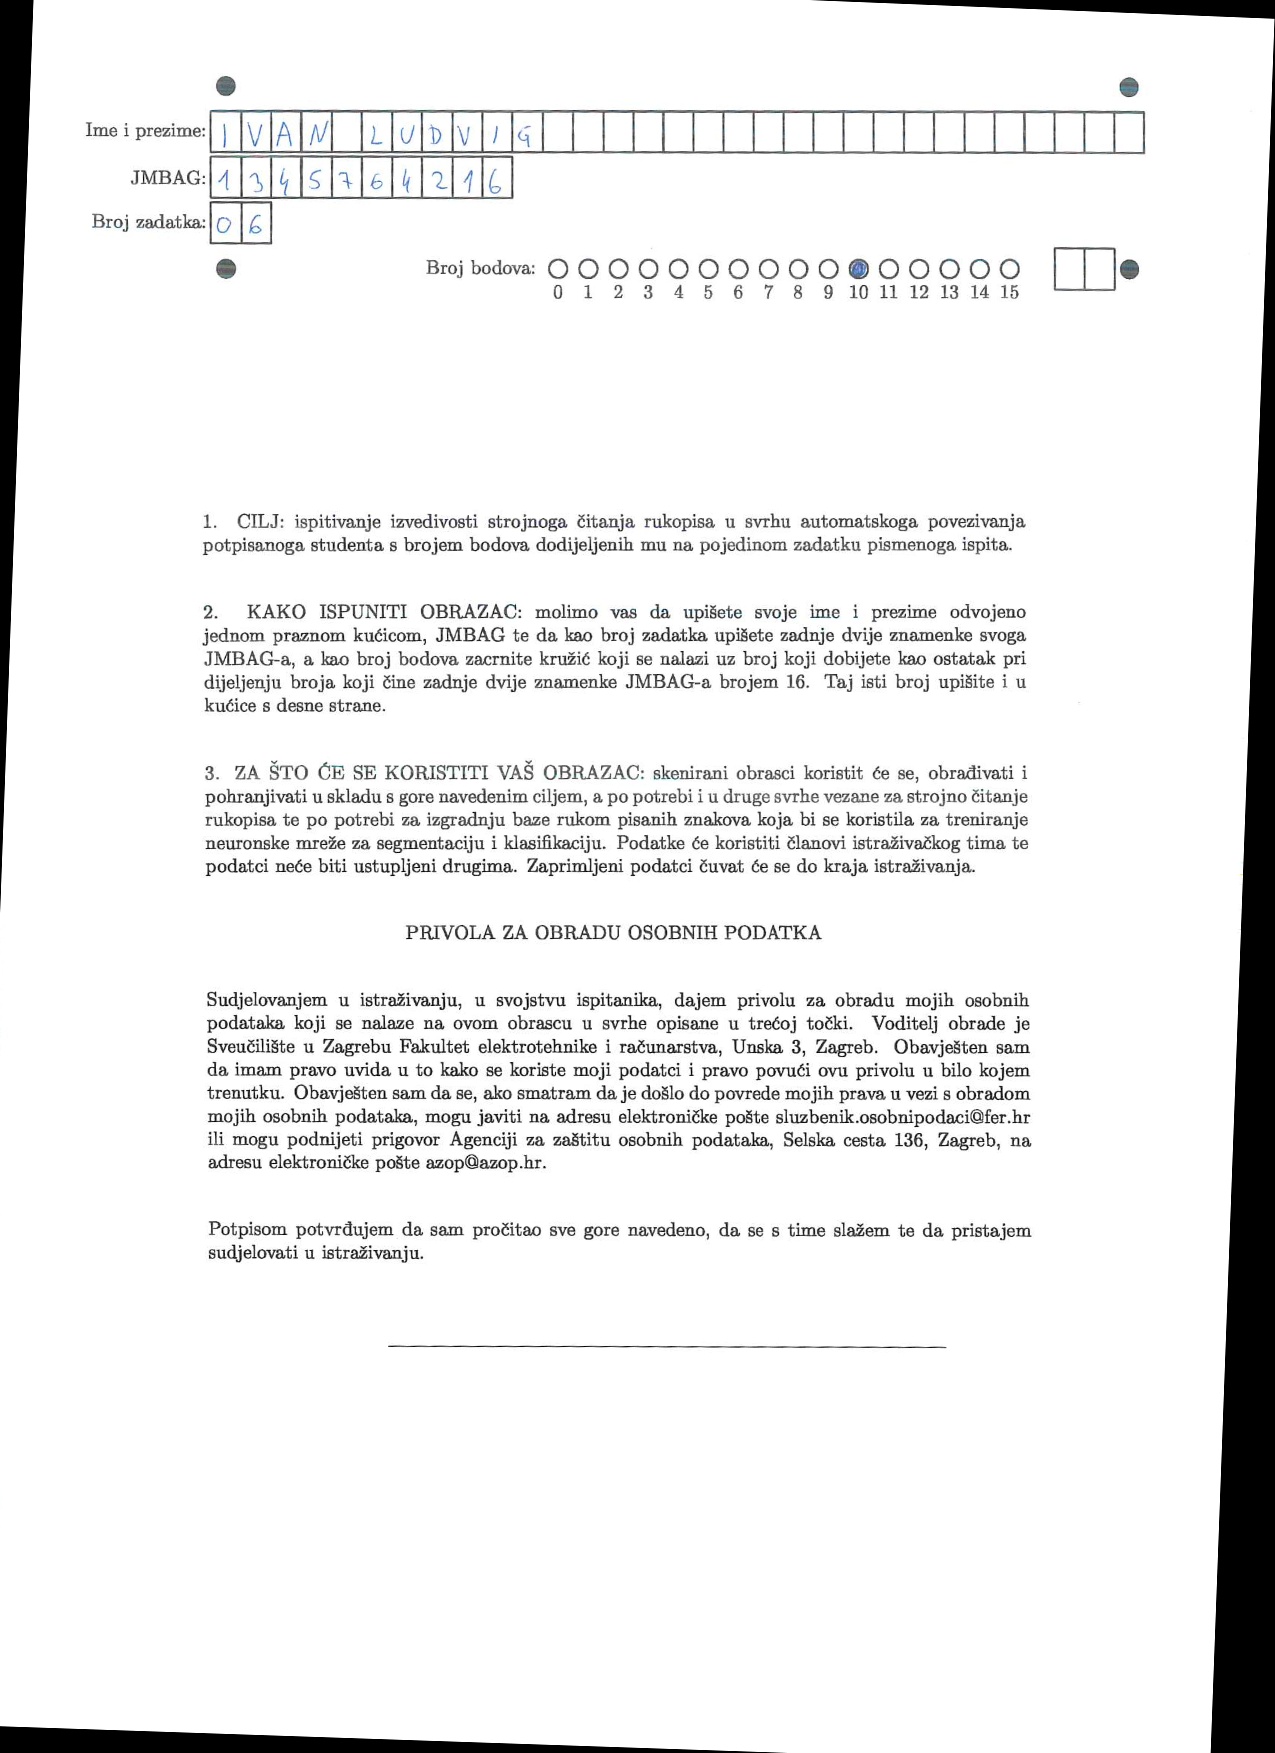 Ime i prezime: IVAN LUDVIG
JMBAG: 1345764216
Broj zadatka: 06
Broj bodova:
0 1 2 3 4 5 6 7 8 9 10 11 12 13 14 15
1. CILJ: ispitivanje izvedivosti strojnoga čitanja rukopisa u svrhu automatskoga povezivanja
potpisanoga studenta s brojem bodova dodijeljenih mu na pojedinom zadatku pismenoga ispita.
2. KAKO ISPUNITI OBRAZAC: molimo vas da upišete svoje ime i prezime odvojeno
jednom praznom kućicom, JMBAG te da kao broj zadatka upišete zadnje dvije znamenke svoga
JMBAG-a, a kao broj bodova zacrnite kružić koji se nalazi uz broj koji dobijete kao ostatak pri
dijeljenju broja koji čine zadnje dvije znamenke JMBAG-a brojem 16. Taj isti broj upišite i u
kućice s desne strane.
3. ZA ŠTO ĆE SE KORISTITI VAŠ OBRAZAC: skenirani obrasci koristit će se, obrađivati i
pohranjivati u skladu s gore navedenim ciljem, a po potrebi i u druge svrhe vezane za strojno čitanje
rukopisa te po potrebi za izgradnju baze rukom pisanih znakova koja bi se koristila za treniranje
neuronske mreže za segmentaciju i klasifikaciju. Podatke će koristiti članovi istraživačkog tima te
podatci neće biti ustupljeni drugima. Zaprimljeni podatci čuvat će se do kraja istraživanja.
PRIVOLA ZA OBRADU OSOBNIH PODATKA
Sudjelovanjem u istraživanju, u svojstvu ispitanika, dajem privolu za obradu mojih osobnih
podataka koji se nalaze na ovom obrascu u svrhe opisane u trećoj točki. Voditelj obrade je
Sveučilište u Zagrebu Fakultet elektrotehnike i računarstva, Unska 3, Zagreb. Obavješten sam
da imam pravo uvida u to kako se koriste moji podatci i pravo povući ovu privolu u bilo kojem
trenutku. Obavješten sam da se, ako smatram da je došlo do povrede mojih prava u vezi s obradom
mojih osobnih podataka, mogu javiti na adresu elektroničke pošte sluzbenik.osobnipodaci@fer.hr
ili mogu podnijeti prigovor Agenciji za zaštitu osobnih podataka, Selska cesta 136, Zagreb, na
adresu elektroničke pošte azop@azop.hr.
Potpisom potvrđujem da sam pročitao sve gore navedeno, da se s time slažem te da pristajem
sudjelovati u istraživanju.